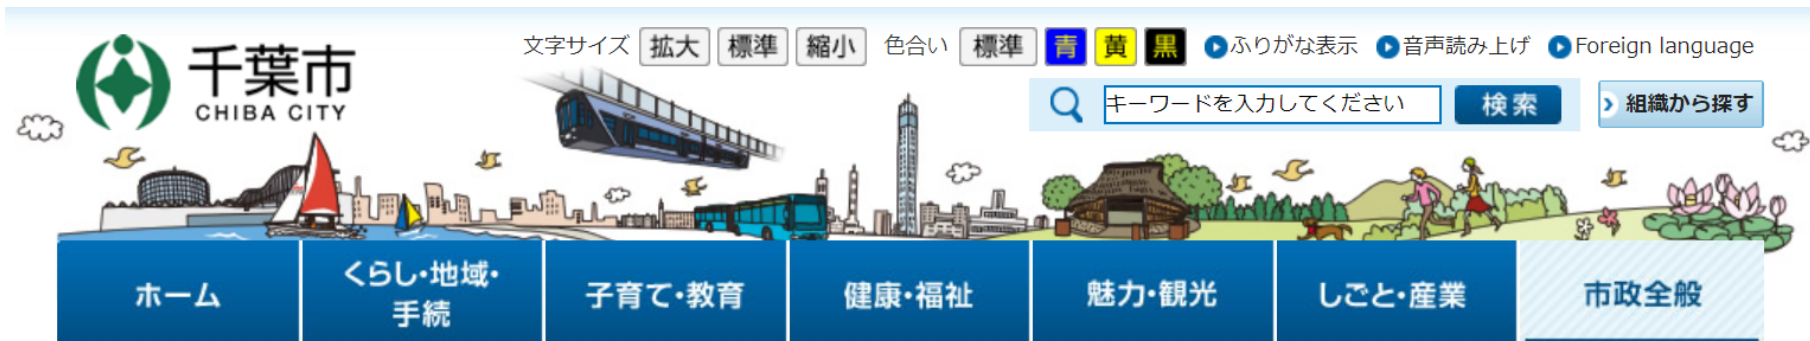 千葉市
CHIBA CITY
文字サイズ 拡大 標準 縮小 色合い 標準 青 黄 黒 ふりがな表示 音声読み上げ Foreign language
キーワードを入力してください 検索 組織から探す
ホーム
くらし・地域・
手続
子育て・教育
健康・福祉
魅力・観光
しごと・産業
市政全般